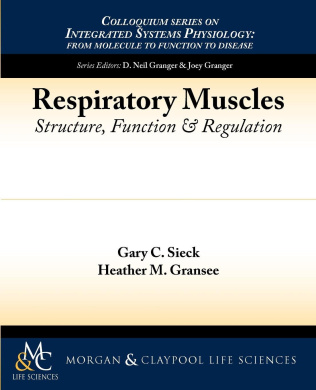 COLLOQUIUM SERIES ON
INTEGRATED SYSTEMS PHYSIOLOGY:
FROM MOLECULE TO FUNCTION TO DISEASE
Series Editors: D. Neil Granger & Joey Granger
Respiratory Muscles
Structure, Function & Regulation
Gary C. Sieck
Heather M. Gransee
M&C
LIFE SCIENCES
MORGAN & CLAYPOOL LIFE SCIENCES